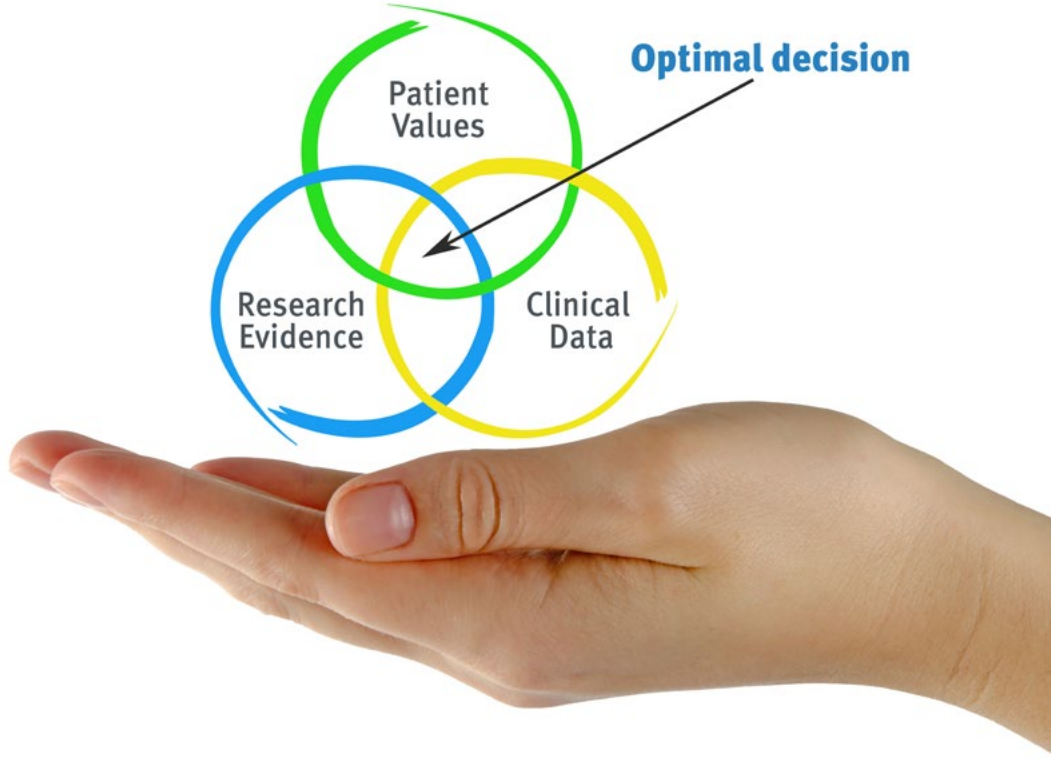 Optimal decision
Patient
Values
Research
Evidence
Clinical
Data